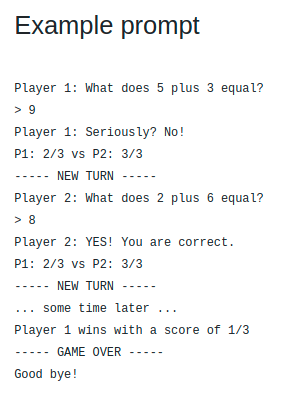 Example prompt
Player 1: What does 5 plus 3 equal?
> 9
Player 1: Seriously? No!
P1: 2/3 vs P2: 3/3
----- NEW TURN -----
Player 2: What does 2 plus 6 equal?
> 8
Player 2: YES! You are correct.
P1: 2/3 vs P2: 3/3
----- NEW TURN -----
... some time later ...
Player 1 wins with a score of 1/3
----- GAME OVER -----
Good bye!